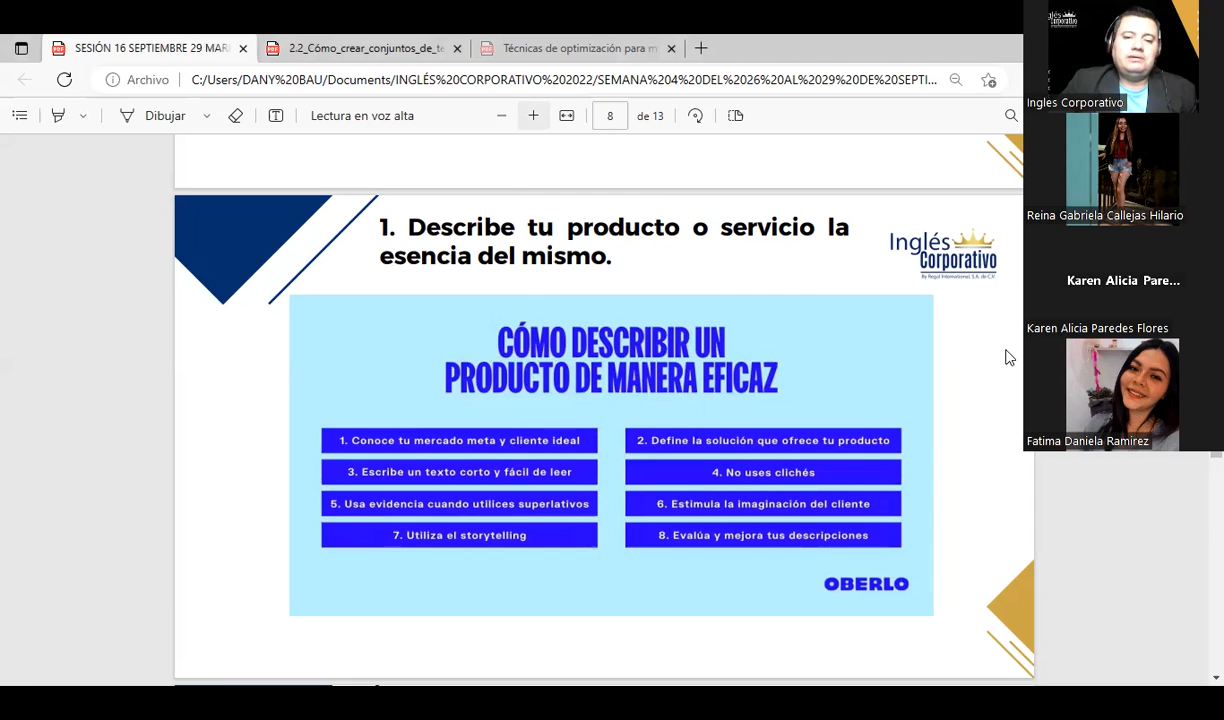 SESIÓN 16 SEPTIEMBRE 29 MAR
2.2_Cómo_crear_conjuntos_de_te
Técnicas de optimización para m
Archivo
C:/Users/DANY%20BAU/Documents/INGLÉS%20CORPORATIVO%202022/SEMANA%204%20DEL%2026%20AL%2029%20DE%20SEPTI...
Dibujar
Lectura en voz alta
8
de 13
1. Describe tu producto o servicio la
esencia del mismo.
Inglés
Corporativo
By Regal International, S.A. de C.V.
CÓMO DESCRIBIR UN
PRODUCTO DE MANERA EFICAZ
1. Conoce tu mercado meta y cliente ideal
2. Define la solución que ofrece tu producto
3. Escribe un texto corto y fácil de leer
4. No uses clichés
5. Usa evidencia cuando utilices superlativos
6. Estimula la imaginación del cliente
7. Utiliza el storytelling
8. Evalúa y mejora tus descripciones
OBERLO
Inglés
Corporativo
Ingles Corporativo
Reina Gabriela Callejas Hilario
Karen Alicia Pare...
Karen Alicia Paredes Flores
Fatima Daniela Ramirez